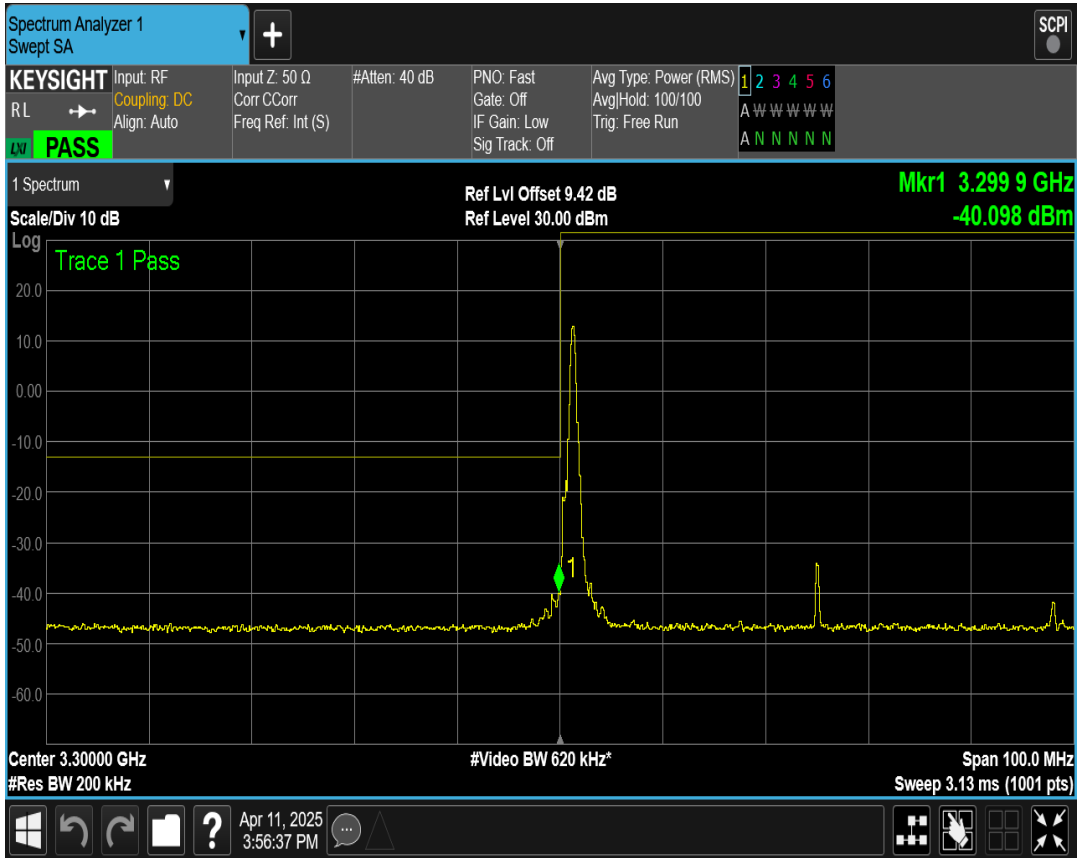 Spectrum Analyzer 1
Swept SA
+
SCPI
KEYSIGHT
R L
LXI PASS
Input: RF
Coupling: DC
Align: Auto
Input Z: 50 Ω
Corr CCorr
Freq Ref: Int (S)
#Atten: 40 dB
PNO: Fast
Gate: Off
IF Gain: Low
Sig Track: Off
Avg Type: Power (RMS)
Avg|Hold: 100/100
Trig: Free Run
1 2 3 4 5 6
A W W W W W
A N N N N N
1 Spectrum
Scale/Div 10 dB
Ref Lvl Offset 9.42 dB
Ref Level 30.00 dBm
Mkr1 3.299 9 GHz
-40.098 dBm
Log
Trace 1 Pass
20.0
10.0
0.00
-10.0
-20.0
-30.0
1
-40.0
-50.0
-60.0
Center 3.30000 GHz
#Res BW 200 kHz
#Video BW 620 kHz*
Span 100.0 MHz
Sweep 3.13 ms (1001 pts)
?
Apr 11, 2025
3:56:37 PM